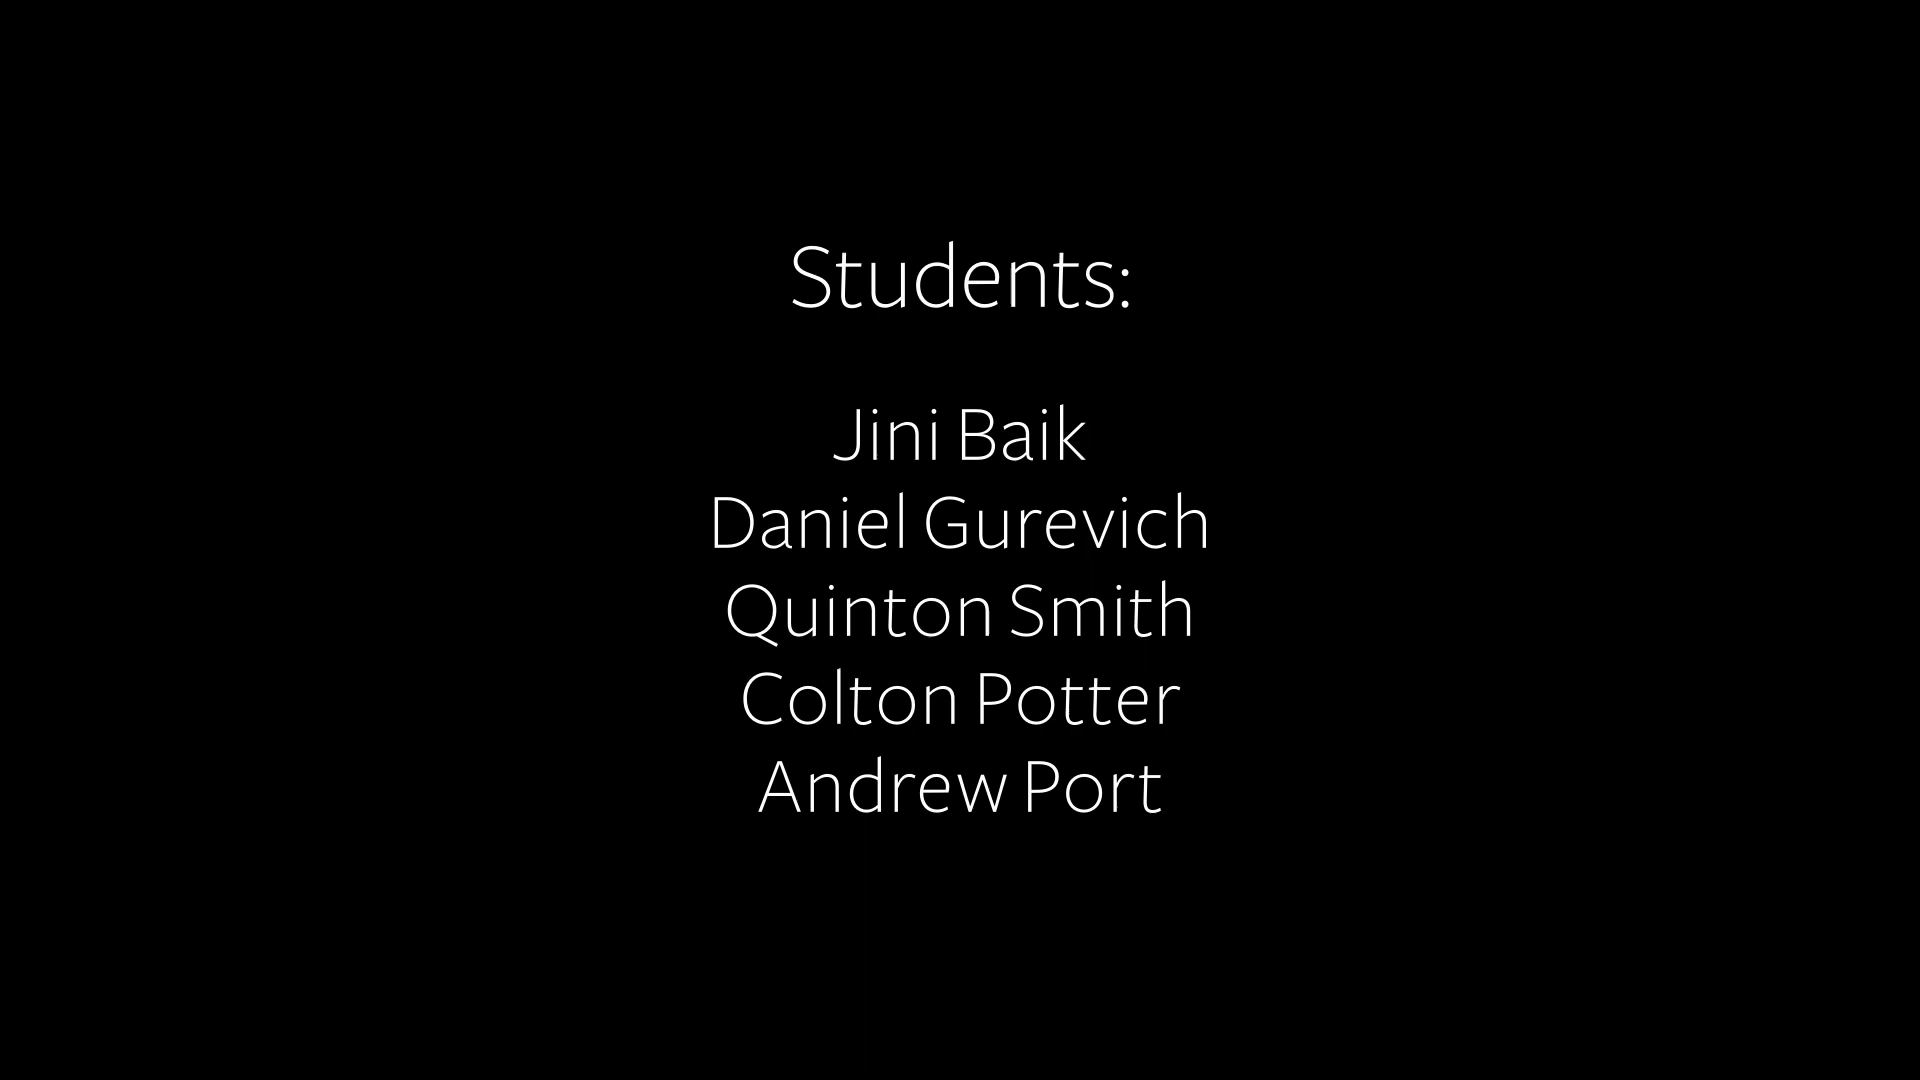 Students:
Jini Baik
Daniel Gurevich
Quinton Smith
Colton Potter
Andrew Port